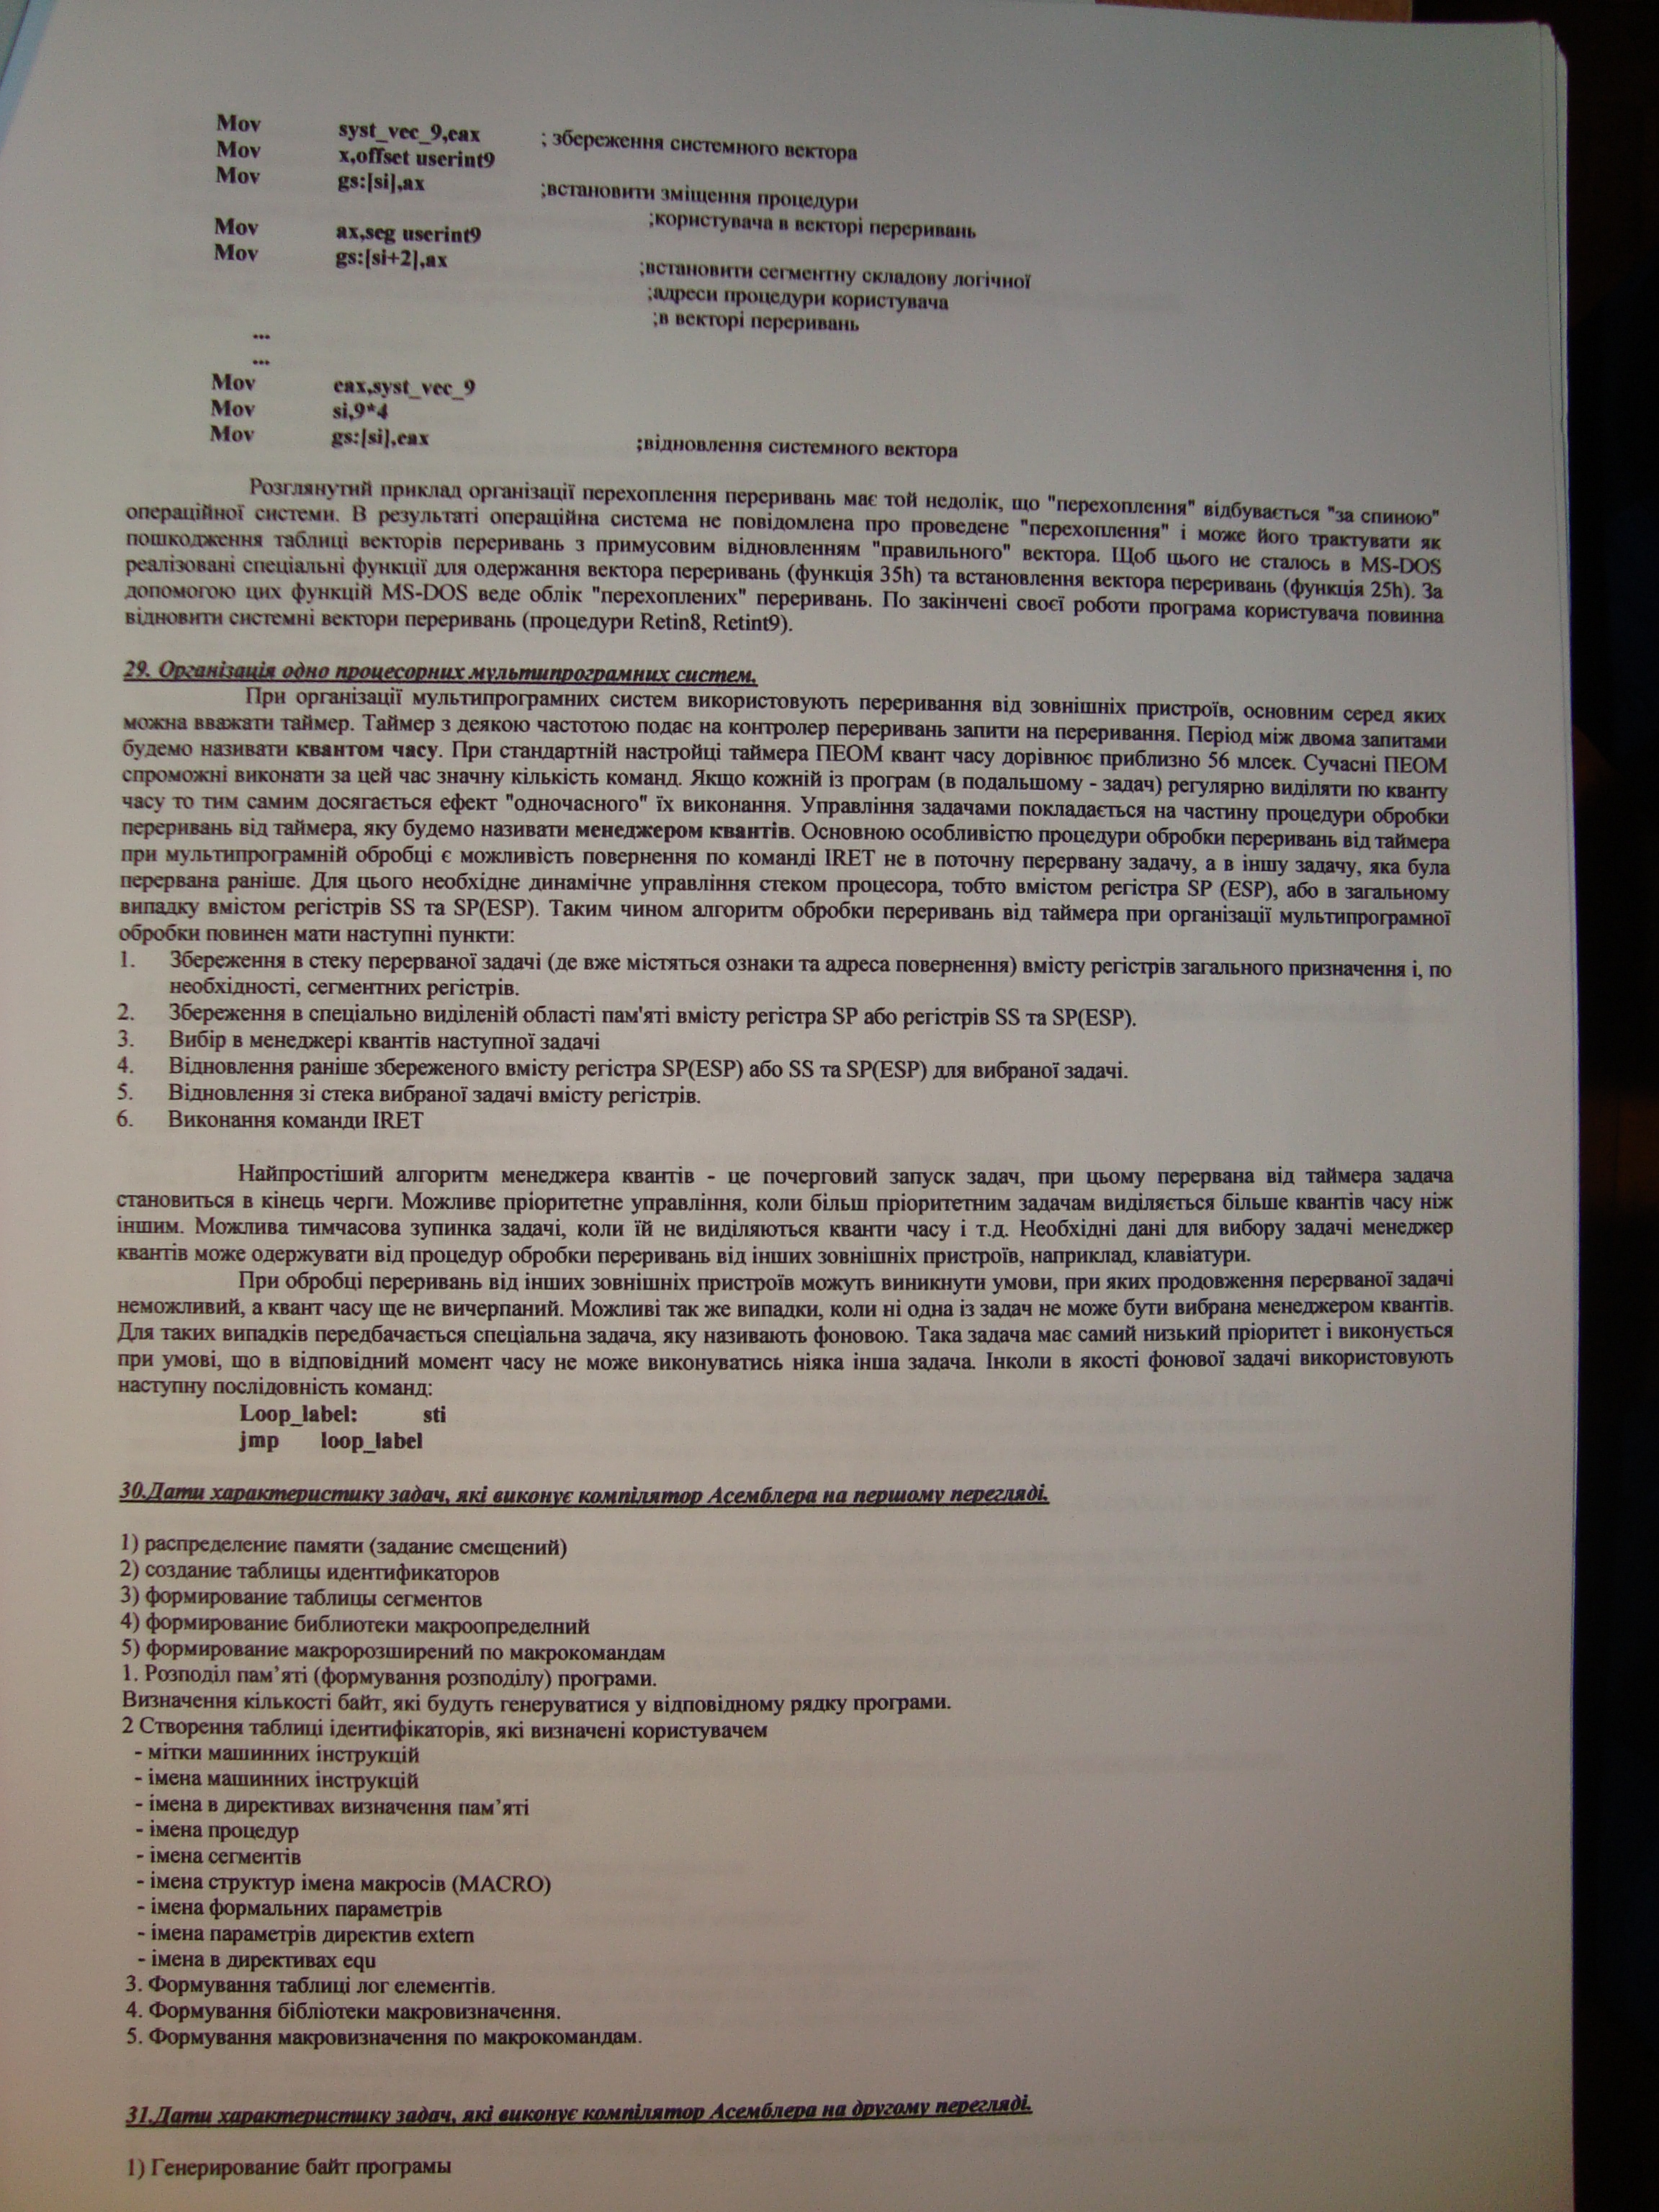 Mov syst_vec_9,eax ; збереження системного вектора
Mov x,offset userint9
Mov gs:[si],ax ;встановити зміщення процедури
;користувача в векторі переривань
Mov ax,seg userint9
Mov gs:[si+2],ax ;встановити сегментну складову логічної
;адреси процедури користувача
;в векторі переривань
...
...
Mov eax,syst_vec_9
Mov si,9*4
Mov gs:[si],eax ;відновлення системного вектора
Розглянутий приклад організації перехоплення переривань має той недолік, що "перехоплення" відбувається "за спиною"
операційної системи. В результаті операційна система не повідомлена про проведене "перехоплення" і може його трактувати як
пошкодження таблиці векторів переривань з примусовим відновленням "правильного" вектора. Щоб цього не сталось в MS-DOS
реалізовані спеціальні функції для одержання вектора переривань (функція 35h) та встановлення вектора переривань (функція 25h). За
допомогою цих функцій MS-DOS веде облік "перехоплених" переривань. По закінчені своєї роботи програма користувача повинна
відновити системні вектори переривань (процедури Retin8, Retint9).
29. Організація одно процесорних мультипрограмних систем.
При організації мультипрограмних систем використовують переривання від зовнішніх пристроїв, основним серед яких
можна вважати таймер. Таймер з деякою частотою подає на контролер переривань запити на переривання. Період між двома запитами
будемо називати квантом часу. При стандартній настройці таймера ПЕОМ квант часу дорівнює приблизно 56 млсек. Сучасні ПЕОМ
спроможні виконати за цей час значну кількість команд. Якщо кожній із програм (в подальшому - задач) регулярно виділяти по кванту
часу то тим самим досягається ефект "одночасного" їх виконання. Управління задачами покладається на частину процедури обробки
переривань від таймера, яку будемо називати менеджером квантів. Основною особливістю процедури обробки переривань від таймера
при мультипрограмній обробці є можливість повернення по команді IRET не в поточну перервану задачу, а в іншу задачу, яка була
перервана раніше. Для цього необхідне динамічне управління стеком процесора, тобто вмістом регістра SP (ESP), або в загальному
випадку вмістом регістрів SS та SP(ESP). Таким чином алгоритм обробки переривань від таймера при організації мультипрограмної
обробки повинен мати наступні пункти:
1. Збереження в стеку перерваної задачі (де вже містяться ознаки та адреса повернення) вмісту регістрів загального призначення і, по
необхідності, сегментних регістрів.
2. Збереження в спеціально виділеній області пам'яті вмісту регістра SP або регістрів SS та SP(ESP).
3. Вибір в менеджері квантів наступної задачі
4. Відновлення раніше збереженого вмісту регістра SP(ESP) або SS та SP(ESP) для вибраної задачі.
5. Відновлення зі стека вибраної задачі вмісту регістрів.
6. Виконання команди IRET
Найпростіший алгоритм менеджера квантів - це почерговий запуск задач, при цьому перервана від таймера задача
становиться в кінець черги. Можливе пріоритетне управління, коли більш пріоритетним задачам виділяється більше квантів часу ніж
іншим. Можлива тимчасова зупинка задачі, коли їй не виділяються кванти часу і т.д. Необхідні дані для вибору задачі менеджер
квантів може одержувати від процедур обробки переривань від інших зовнішніх пристроїв, наприклад, клавіатури.
При обробці переривань від інших зовнішніх пристроїв можуть виникнути умови, при яких продовження перерваної задачі
неможливий, а квант часу ще не вичерпаний. Можливі так же випадки, коли ні одна із задач не може бути вибрана менеджером квантів.
Для таких випадків передбачається спеціальна задача, яку називають фоновою. Така задача має самий низький пріоритет і виконується
при умові, що в відповідний момент часу не може виконуватись ніяка інша задача. Інколи в якості фонової задачі використовують
наступну послідовність команд:
Loop_label: sti
jmp loop_label
30.Дати характеристику задач, які виконує компілятор Асемблера на першому перегляді.
1) распределение памяти (задание смещений)
2) создание таблицы идентификаторов
3) формирование таблицы сегментов
4) формирование библиотеки макроопределний
5) формирование макророзширений по макрокомандам
1. Розподіл пам’яті (формування розподілу) програми.
Визначення кількості байт, які будуть генеруватися у відповідному рядку програми.
2 Створення таблиці ідентифікаторів, які визначені користувачем
- мітки машинних інструкцій
- імена машинних інструкцій
- імена в директивах визначення пам’яті
- імена процедур
- імена сегментів
- імена структур імена макросів (MACRO)
- імена формальних параметрів
- імена параметрів директив extern
- імена в директивах equ
3. Формування таблиці лог елементів.
4. Формування бібліотеки макровизначення.
5. Формування макровизначення по макрокомандам.
31.Дати характеристику задач, які виконує компілятор Асемблера на другому перегляді.
1) Генерирование байт програмы